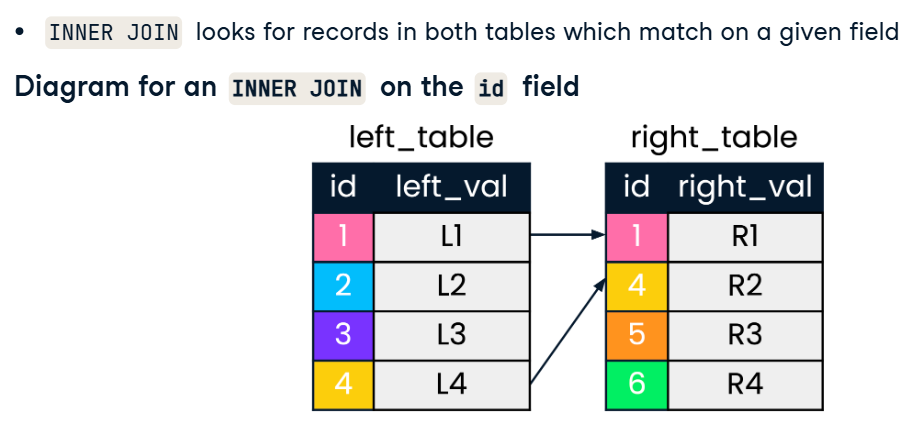 • INNER JOIN looks for records in both tables which match on a given field
Diagram for an INNER JOIN on the id field
left_table right_table
id left_val id right_val
1 L1 1 R1
2 L2 4 R2
3 L3 5 R3
4 L4 6 R4